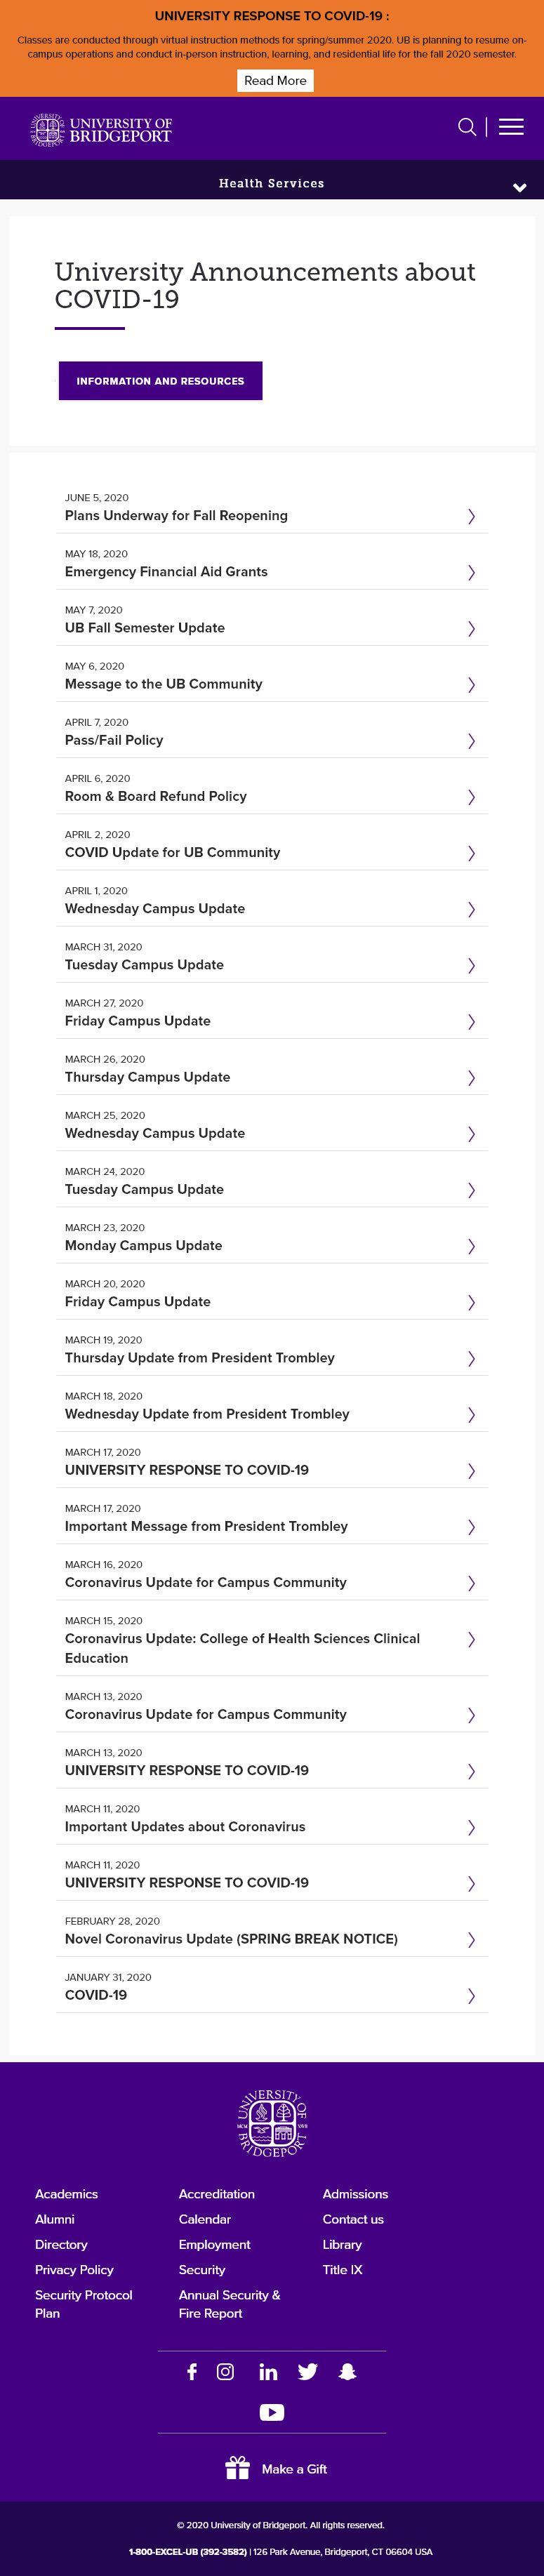 UNIVERSITY RESPONSE TO COVID-19 :
Classes are conducted through virtual instruction methods for spring/summer 2020. UB is planning to resume on-
campus operations and conduct in-person instruction, learning, and residential life for the fall 2020 semester.
Read More
UNIVERSITY OF
BRIDGEPORT
Health Services
University Announcements about
COVID-19
INFORMATION AND RESOURCES
JUNE 5, 2020
Plans Underway for Fall Reopening
MAY 18, 2020
Emergency Financial Aid Grants
MAY 7, 2020
UB Fall Semester Update
MAY 6, 2020
Message to the UB Community
APRIL 7, 2020
Pass/Fail Policy
APRIL 6, 2020
Room & Board Refund Policy
APRIL 2, 2020
COVID Update for UB Community
APRIL 1, 2020
Wednesday Campus Update
MARCH 31, 2020
Tuesday Campus Update
MARCH 27, 2020
Friday Campus Update
MARCH 26, 2020
Thursday Campus Update
MARCH 25, 2020
Wednesday Campus Update
MARCH 24, 2020
Tuesday Campus Update
MARCH 23, 2020
Monday Campus Update
MARCH 20, 2020
Friday Campus Update
MARCH 19, 2020
Thursday Update from President Trombley
MARCH 18, 2020
Wednesday Update from President Trombley
MARCH 17, 2020
UNIVERSITY RESPONSE TO COVID-19
MARCH 17, 2020
Important Message from President Trombley
MARCH 16, 2020
Coronavirus Update for Campus Community
MARCH 15, 2020
Coronavirus Update: College of Health Sciences Clinical
Education
MARCH 13, 2020
Coronavirus Update for Campus Community
MARCH 13, 2020
UNIVERSITY RESPONSE TO COVID-19
MARCH 11, 2020
Important Updates about Coronavirus
MARCH 11, 2020
UNIVERSITY RESPONSE TO COVID-19
FEBRUARY 28, 2020
Novel Coronavirus Update (SPRING BREAK NOTICE)
JANUARY 31, 2020
COVID-19
UNIVERSITY OF
BRIDGEPORT
Academics Accreditation Admissions
Alumni Calendar Contact us
Directory Employment Library
Privacy Policy Security Title IX
Security Protocol Annual Security &
Plan Fire Report
Make a Gift
© 2020 University of Bridgeport. All rights reserved.
1-800-EXCEL-UB (392-3582) | 126 Park Avenue, Bridgeport, CT 06604 USA